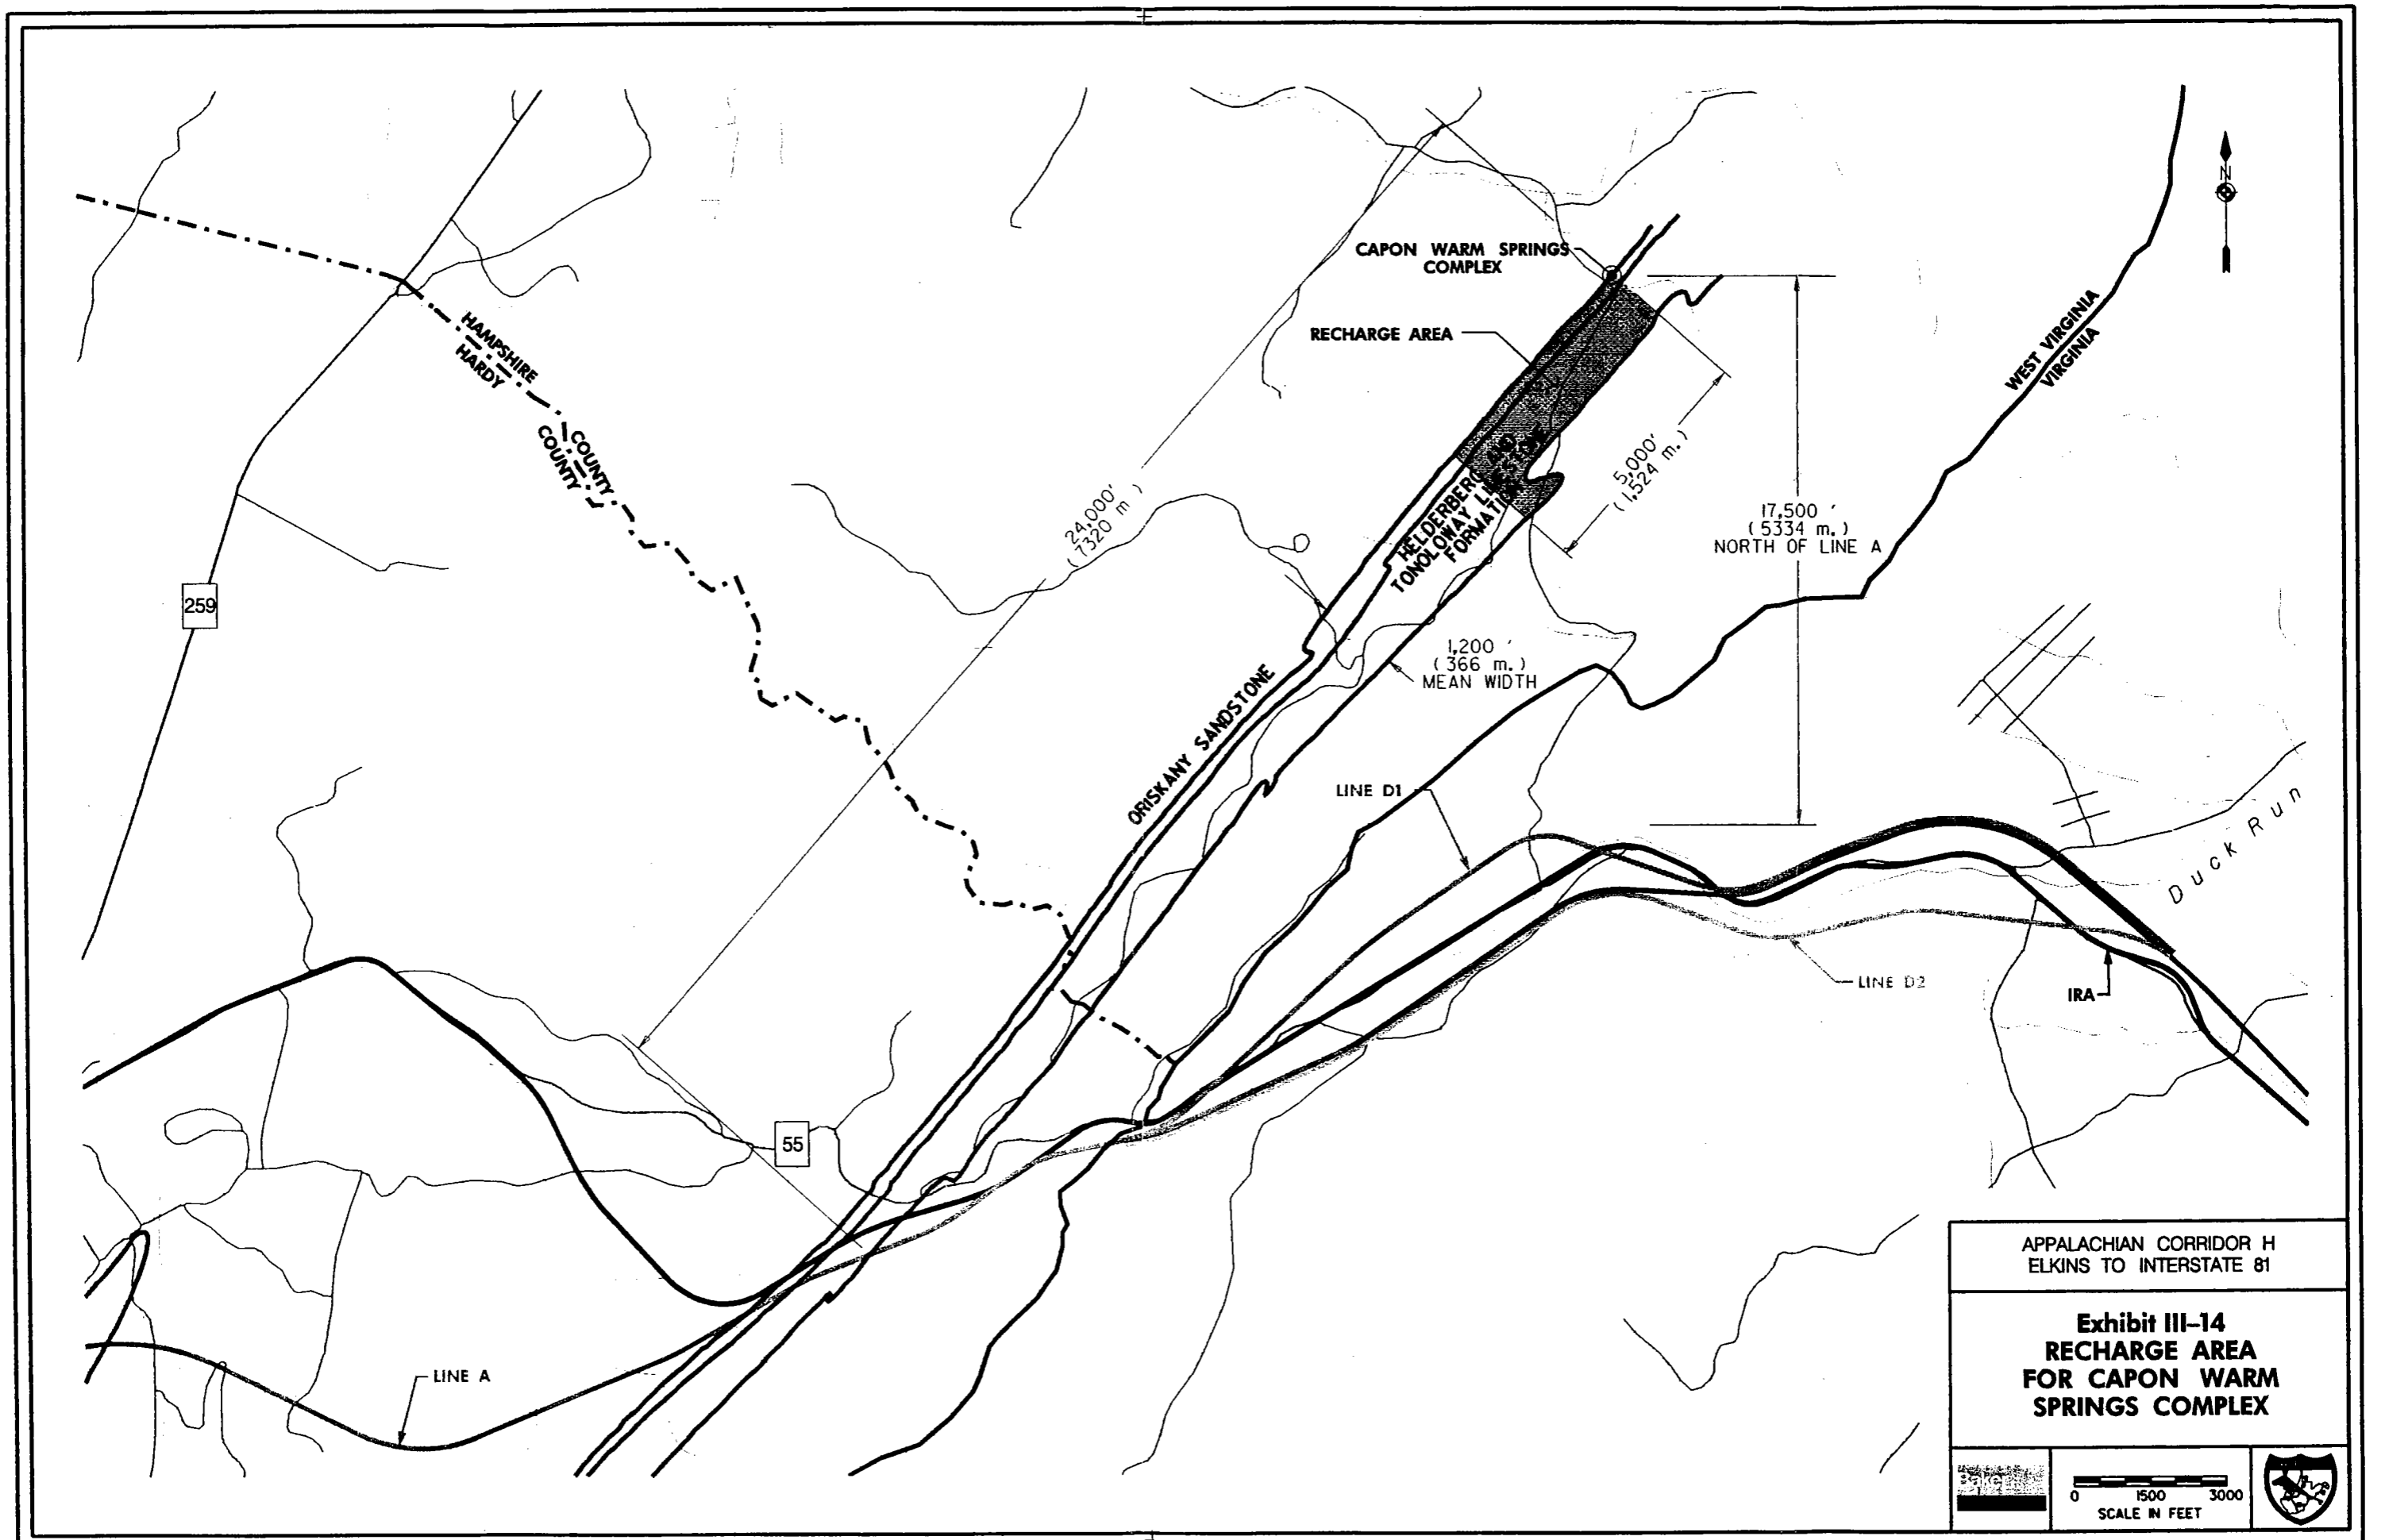 N
CAPON WARM SPRINGS
COMPLEX
RECHARGE AREA
WEST VIRGINIA
VIRGINIA
HAMPSHIRE
HARDY
COUNTY
COUNTY
24,000'
( 7320 m )
5,000'
( 1,524 m. )
HELDERBERG AND
TONOLOWAY LIMESTONE
FORMATION
17,500 '
( 5334 m. )
NORTH OF LINE A
259
1,200 '
( 366 m. )
MEAN WIDTH
ORISKANY SANDSTONE
LINE D1
Duck Run
LINE D2
IRA
55
LINE A
APPALACHIAN CORRIDOR H
ELKINS TO INTERSTATE 81
Exhibit III-14
RECHARGE AREA
FOR CAPON WARM
SPRINGS COMPLEX
Baker
0 1500 3000
SCALE IN FEET